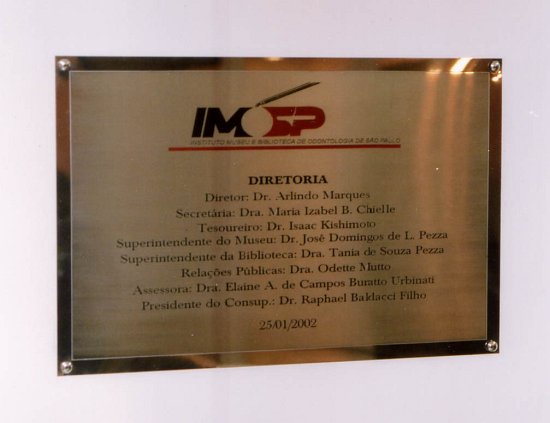 IMOSP
INSTITUTO MUSEU E BIBLIOTECA DE ODONTOLOGIA DE SÃO PAULO
DIRETORIA
Diretor: Dr. Arlindo Marques
Secretária: Dra. Maria Izabel B. Chielle
Tesoureiro: Dr. Isaac Kishimoto
Superintendente do Museu: Dr. José Domingos de L. Pezza
Superintendente da Biblioteca: Dra. Tania de Souza Pezza
Relações Públicas: Dra. Odette Mutto
Assessora: Dra. Elaine A. de Campos Buratto Urbinati
Presidente do Consup.: Dr. Raphael Baldacci Filho
25/01/2002